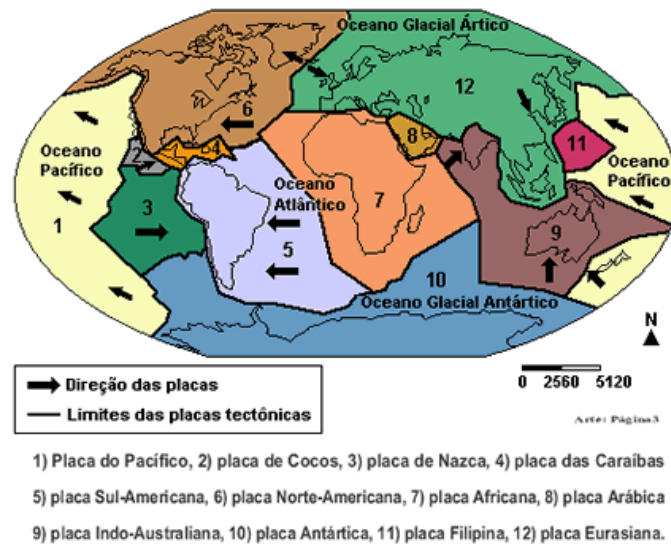 Oceano Glacial Ártico
6
12
8
2
4
11
Oceano
Pacífico
Oceano
Pacífico
Oceano
Atlântico
1
3
7
5
9
10
Oceano Glacial Antártico
N
Direção das placas
Limites das placas tectônicas
0 2560 5120
Arte: Página3
1) Placa do Pacífico, 2) placa de Cocos, 3) placa de Nazca, 4) placa das Caraíbas
5) placa Sul-Americana, 6) placa Norte-Americana, 7) placa Africana, 8) placa Arábica
9) placa Indo-Australiana, 10) placa Antártica, 11) placa Filipina, 12) placa Eurasiana.